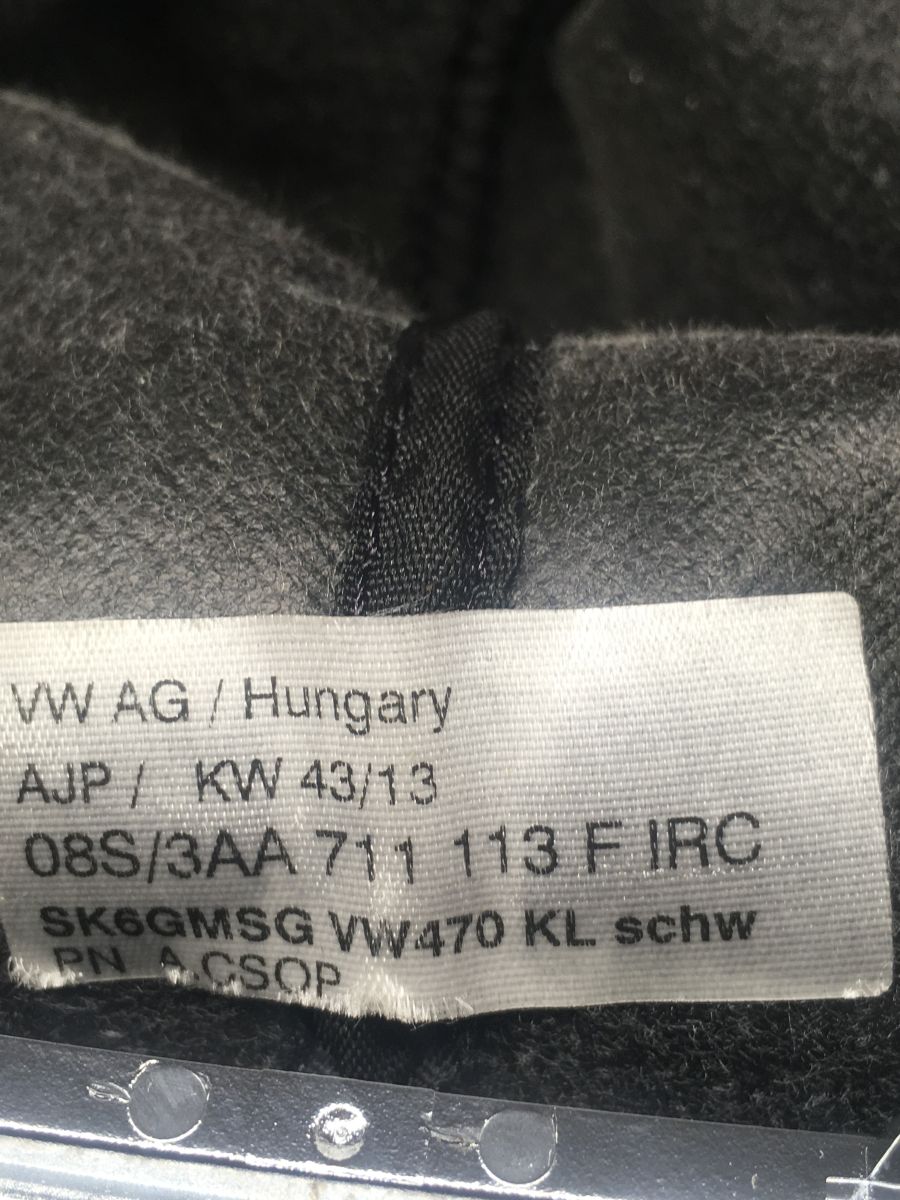 VW AG / Hungary
AJP / KW 43/13
08S/3AA 711 113 F IRC
SK6GMSG VW470 KL schw
PN A.CSOP